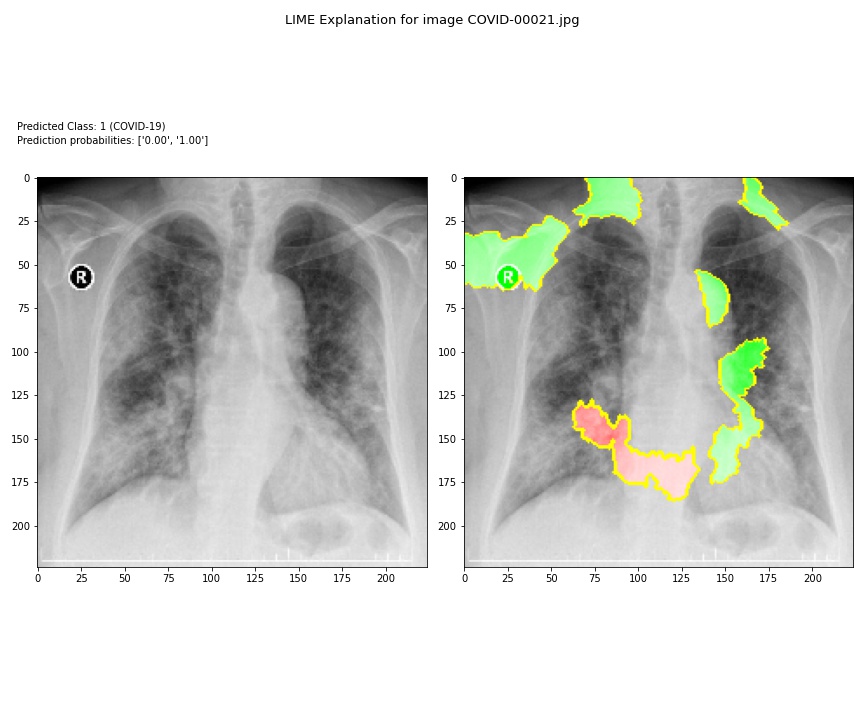 LIME Explanation for image COVID-00021.jpg
Predicted Class: 1 (COVID-19)
Prediction probabilities: ['0.00', '1.00']
0
25
50
75
100
125
150
175
200
0 25 50 75 100 125 150 175 200
R
0
25
50
75
100
125
150
175
200
0 25 50 75 100 125 150 175 200
R